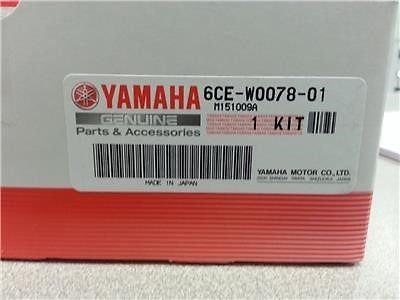 YAMAHA 6CE-W0078-01
M151009A
GENUINE
Parts & Accessories
1 KIT
MADE IN JAPAN
YAMAHA MOTOR CO., LTD.